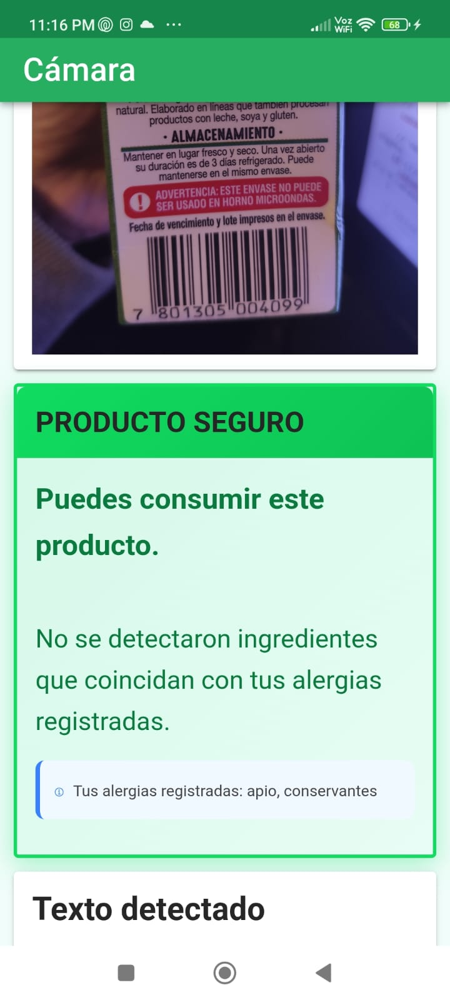 11:16 PM
Voz
WiFi
68
Cámara
natural. Elaborado en líneas que también procesan
productos con leche, soya y gluten.
· ALMACENAMIENTO ·
Mantener en lugar fresco y seco. Una vez abierto
su duración es de 3 días refrigerado. Puede
mantenerse en el mismo envase.
! ADVERTENCIA: ESTE ENVASE NO PUEDE
SER USADO EN HORNO MICROONDAS.
Fecha de vencimiento y lote impresos en el envase.
7 801305 004099
PRODUCTO SEGURO
Puedes consumir este
producto.
No se detectaron ingredientes
que coincidan con tus alergias
registradas.
Tus alergias registradas: apio, conservantes
Texto detectado